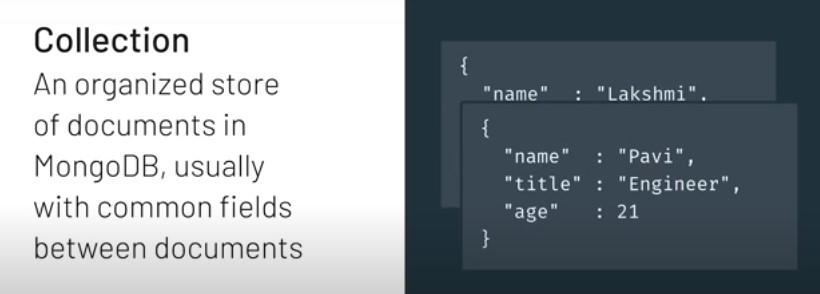 Collection
An organized store
of documents in
MongoDB, usually
with common fields
between documents
{
"name" : "Lakshmi",
{
"name" : "Pavi",
"title" : "Engineer",
"age" : 21
}